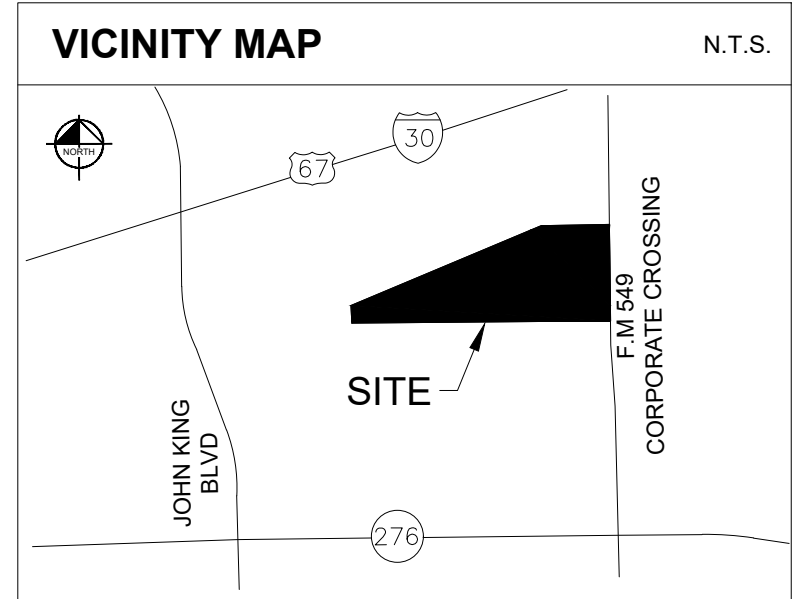 VICINITY MAP
N.T.S.
NORTH
67
30
F.M 549
CORPORATE CROSSING
SITE
JOHN KING
BLVD
276